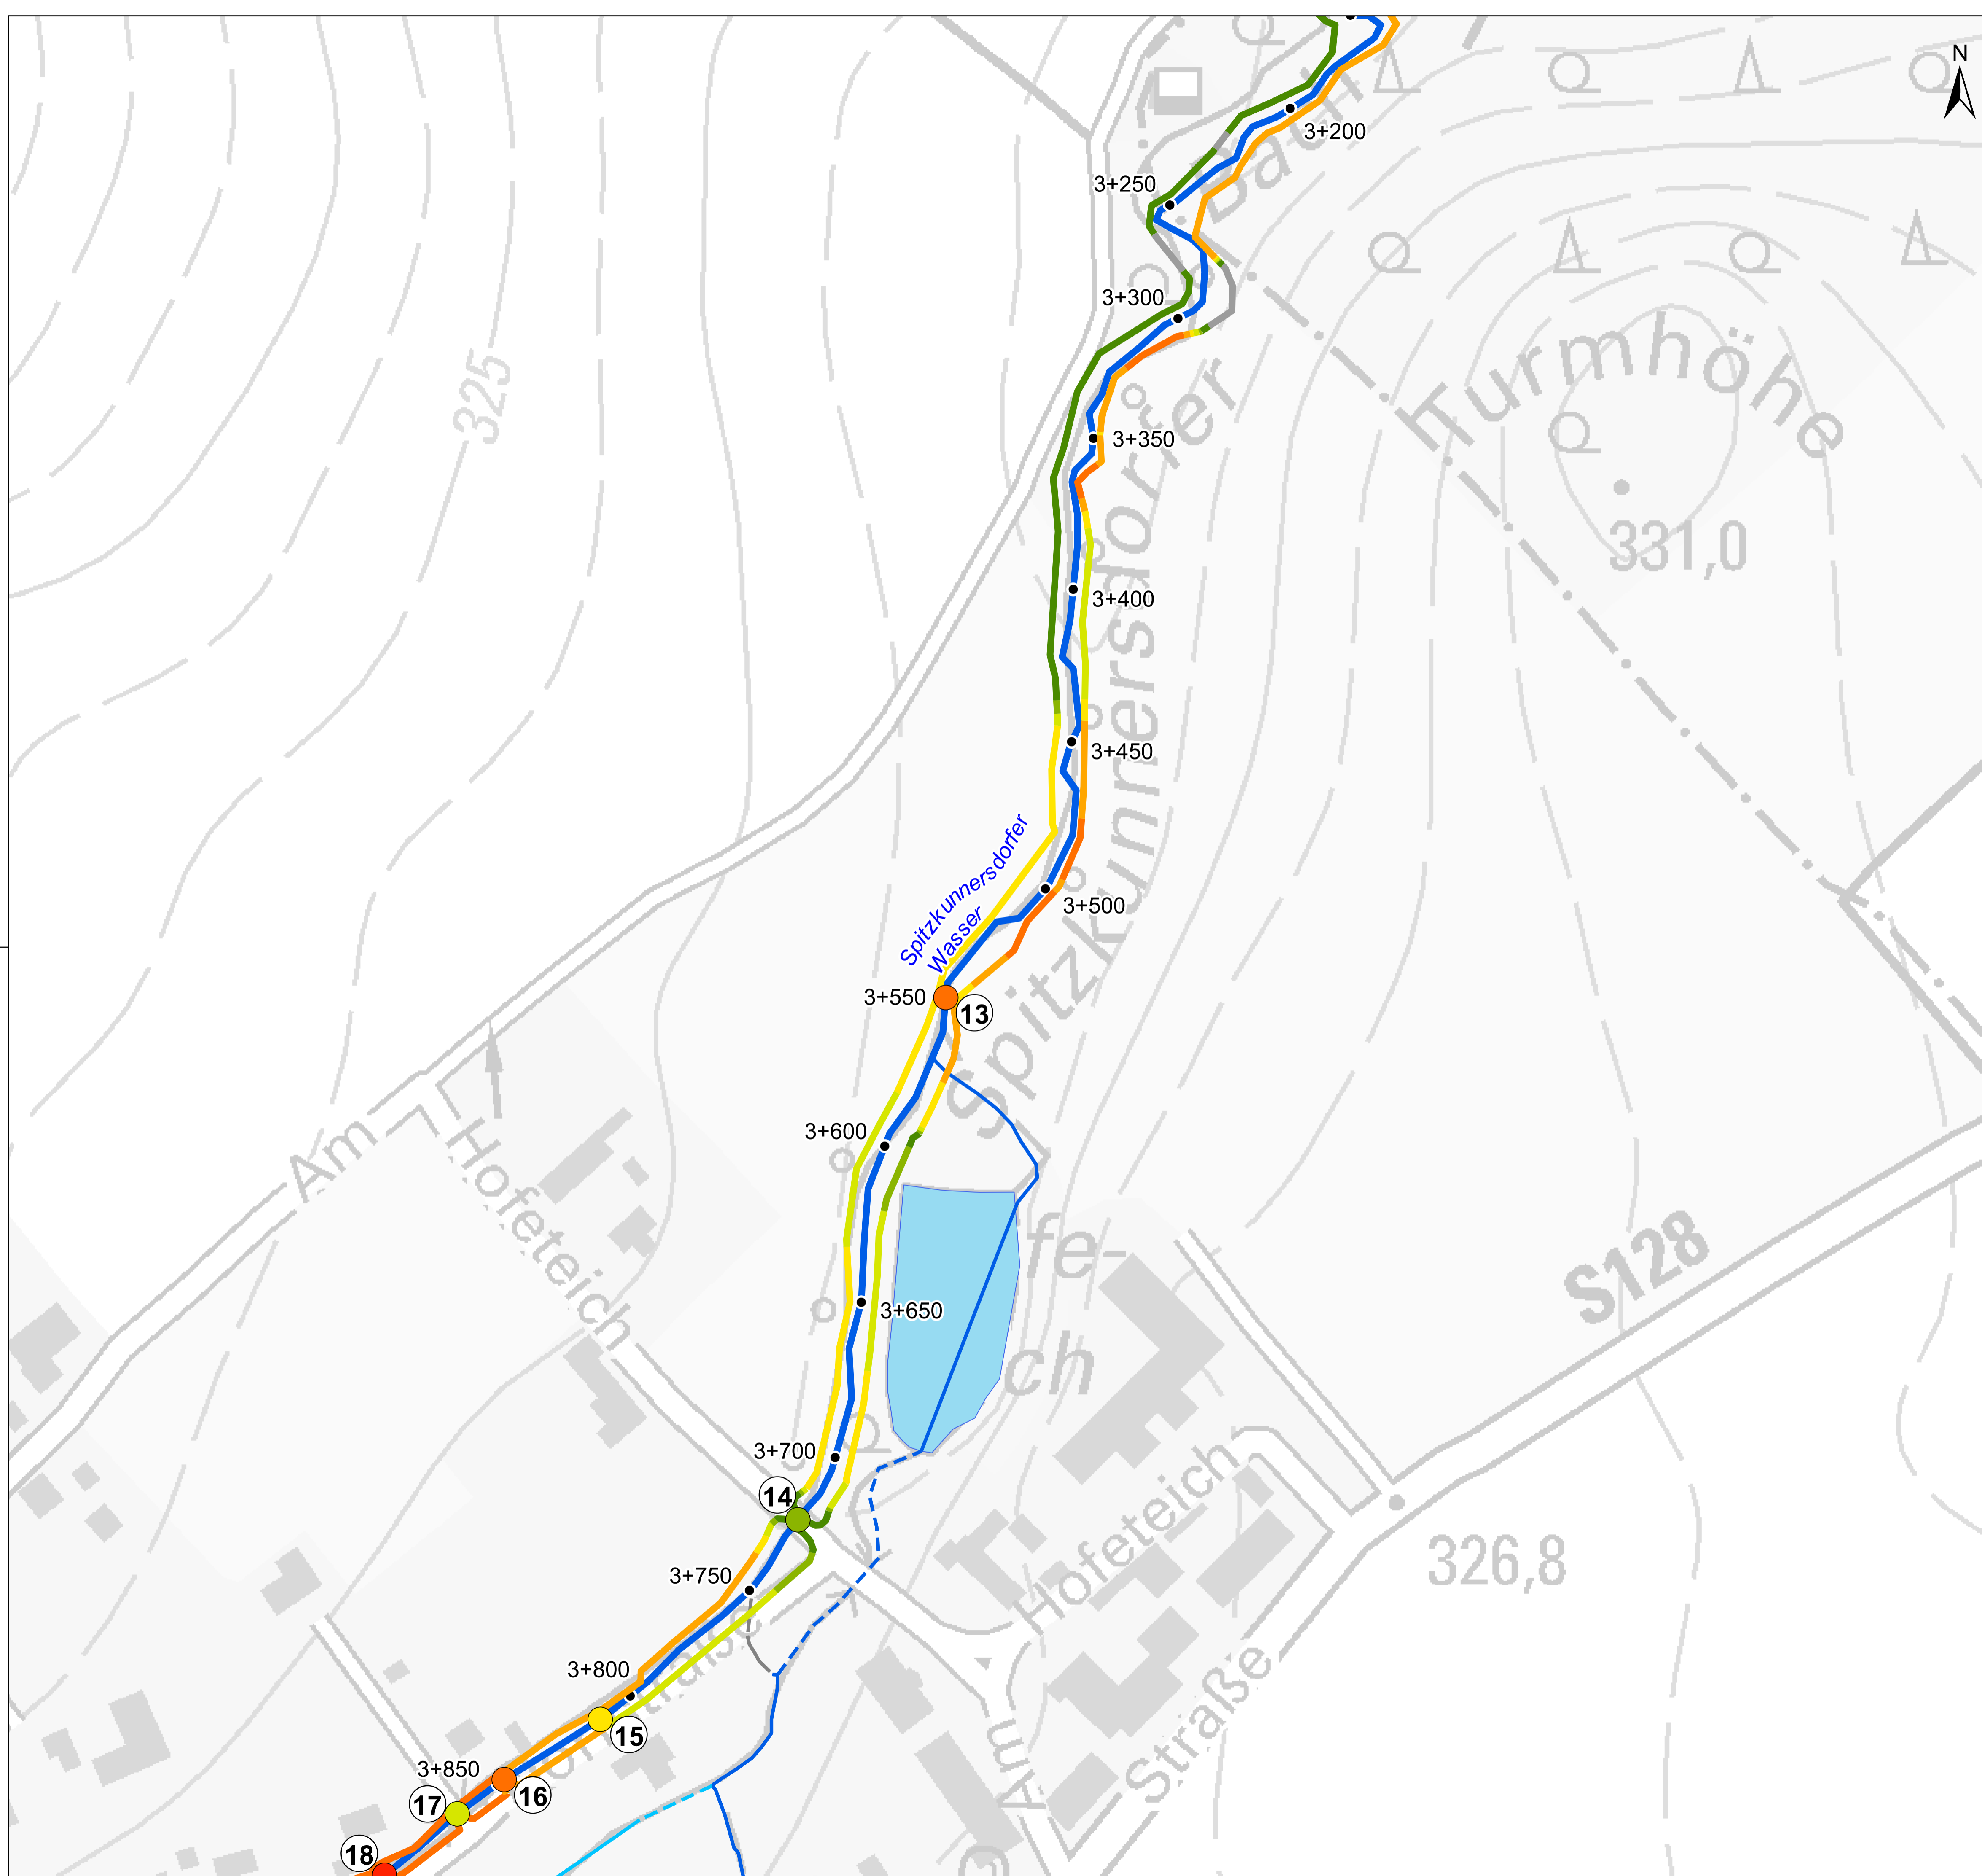 N
3+200
Bach
3+250
3+300
Turmhöhe
325
3+350
331,0
3+400
3+450
Spitzkunnersdorfer
Spitzkunnersdorfer
Wasser
3+500
3+550
13
3+600
Am
Hofeteich
fe-
ch
S128
3+650
3+700
14
Hofeteich
326,8
3+750
3+800
15
Straße
3+850
16
17
Am
18